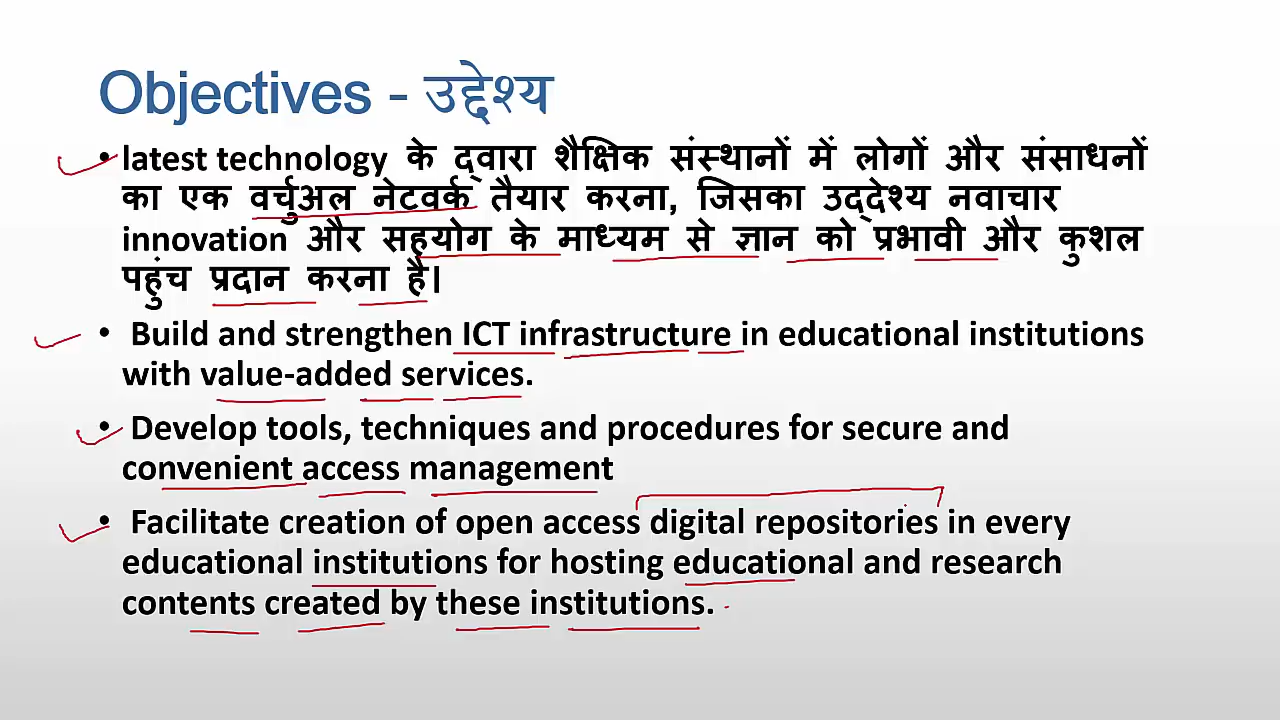 Objectives - उद्देश्य
• latest technology के द्वारा शैक्षिक संस्थानों में लोगों और संसाधनों
का एक वर्चुअल नेटवर्क तैयार करना, जिसका उद्देश्य नवाचार
innovation और सहयोग के माध्यम से ज्ञान को प्रभावी और कुशल
पहुंच प्रदान करना है।
• Build and strengthen ICT infrastructure in educational institutions
with value-added services.
• Develop tools, techniques and procedures for secure and
convenient access management
• Facilitate creation of open access digital repositories in every
educational institutions for hosting educational and research
contents created by these institutions.